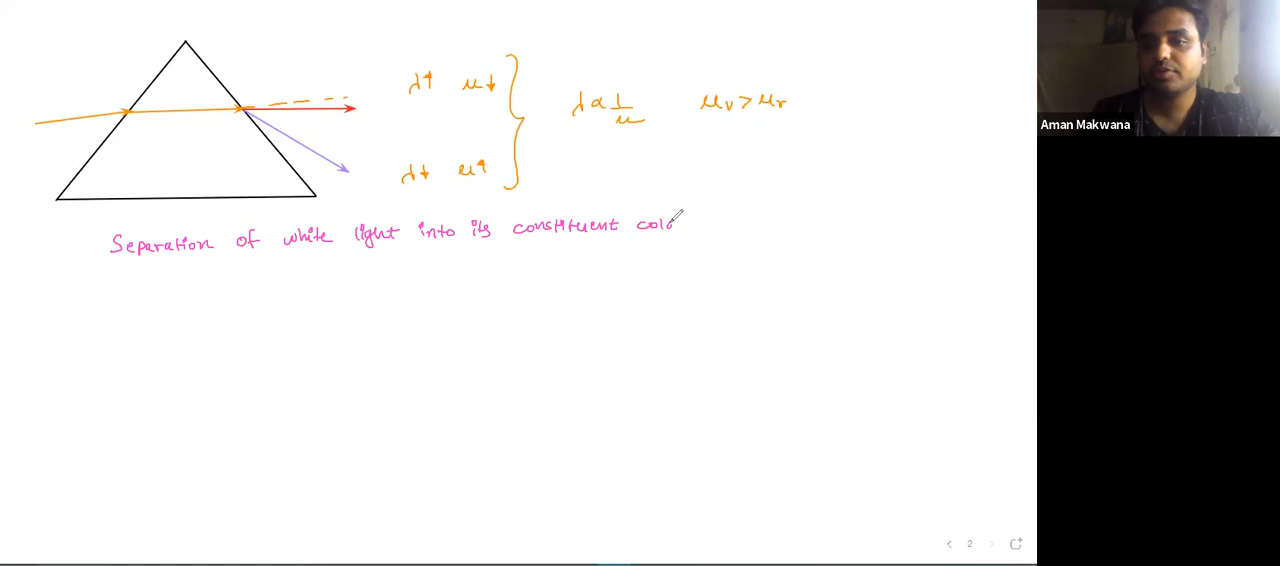 λ↑ μ↓
λ ∝ 1/μ μv > μr
Aman Makwana
λ↓ μ↑
Separation of white light into its constituent colo
2